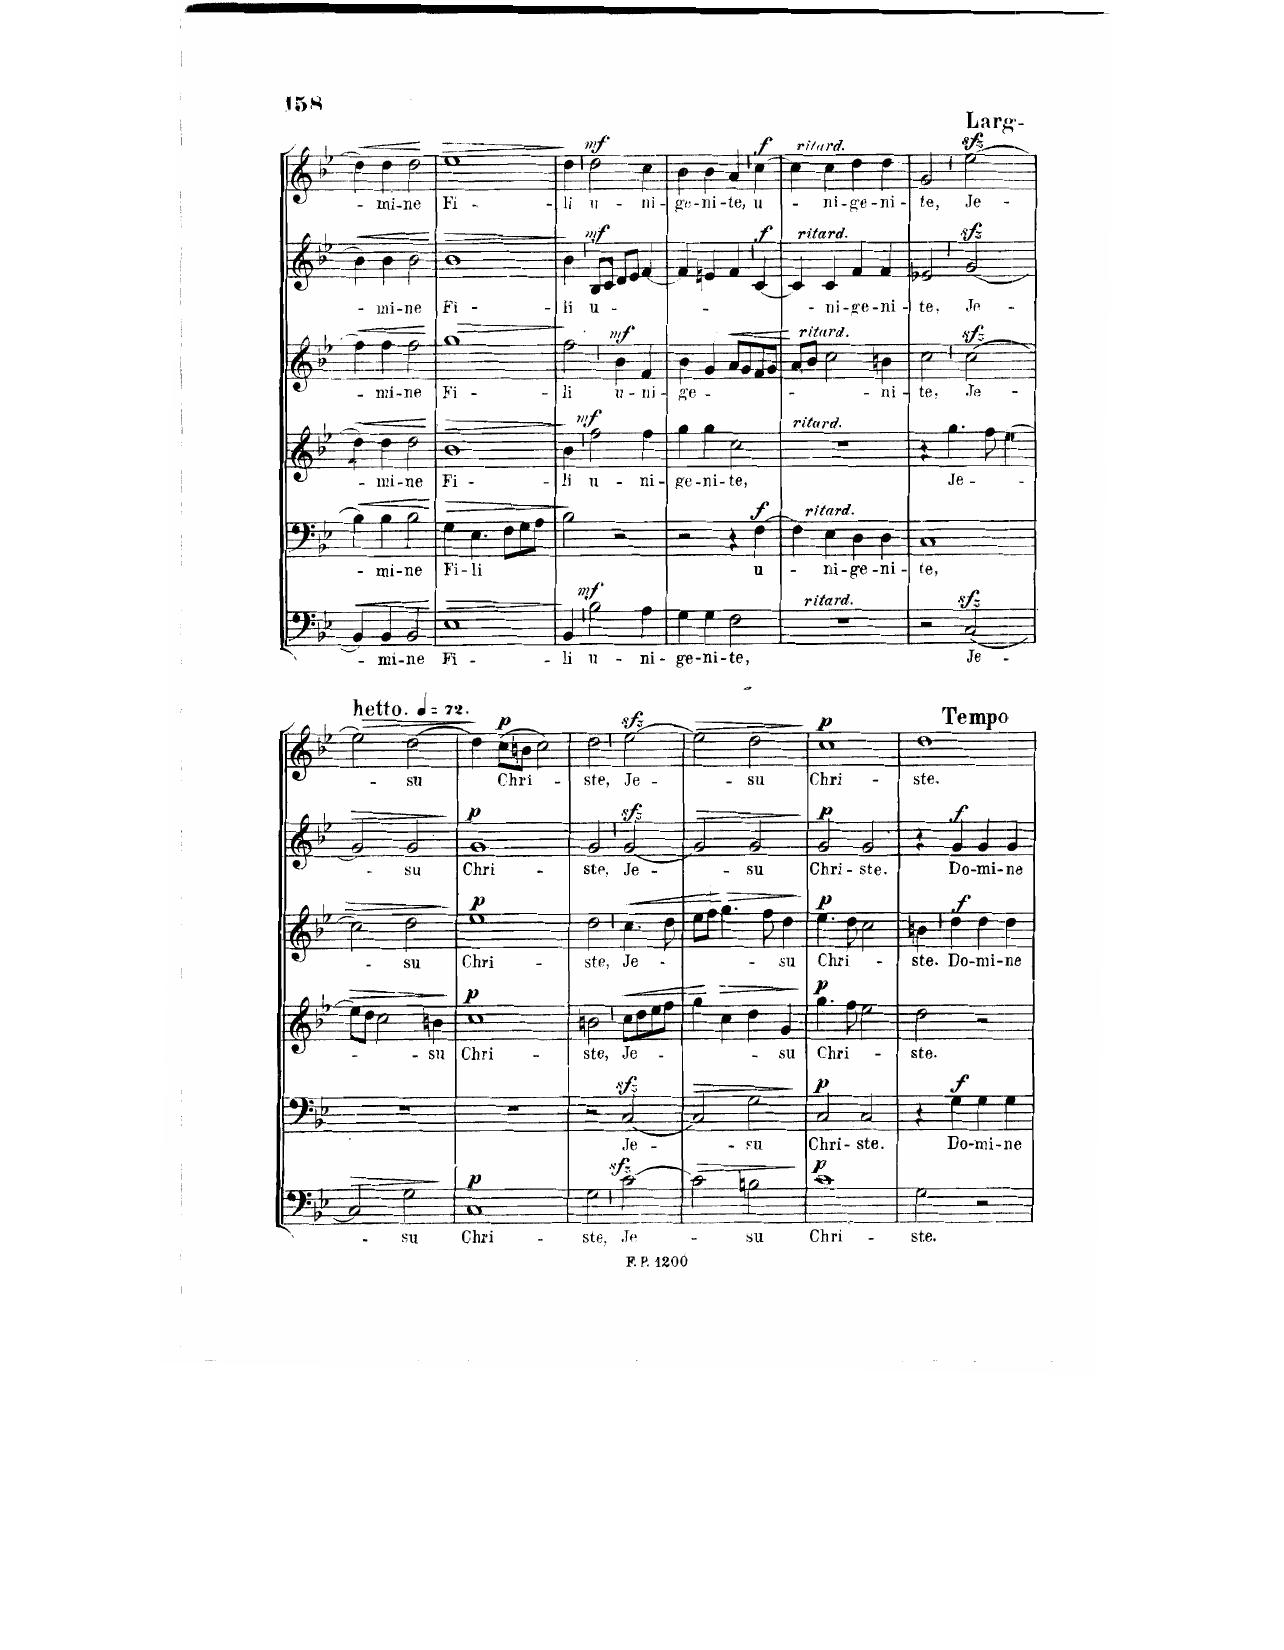 158
Larg-
sfz
mf f ritard.
- mi-ne Fi - - li u - ni-ge-ni-te, u - ni-ge-ni-te, Je -
mf f ritard. sfz
- mi-ne Fi - - li u - - - ni-ge-ni-te, Je -
mf ritard. sfz
- mi-ne Fi - - li u-ni-ge - - - ni-te, Je -
mf ritard.
- mi-ne Fi - - li u - ni-ge-ni-te, Je - -
f ritard.
- mi-ne Fi-li u - ni-ge-ni-te,
mf ritard. sfz
- mi-ne Fi - - li u - ni-ge-ni-te, Je -
hetto. ♩= 72. Tempo
p sfz p
- su Chri - ste, Je - - su Chri - ste.
p sfz p f
- su Chri - ste, Je - - su Chri-ste. Do-mi-ne
p p f
- su Chri - ste, Je - - su Chri - ste. Do-mi-ne
p p
- - su Chri - ste, Je - - su Chri - ste.
sfz p f
Je - - su Chri-ste. Do-mi-ne
p sfz p
- su Chri - ste, Je - su Chri - ste.
F. P. 1200